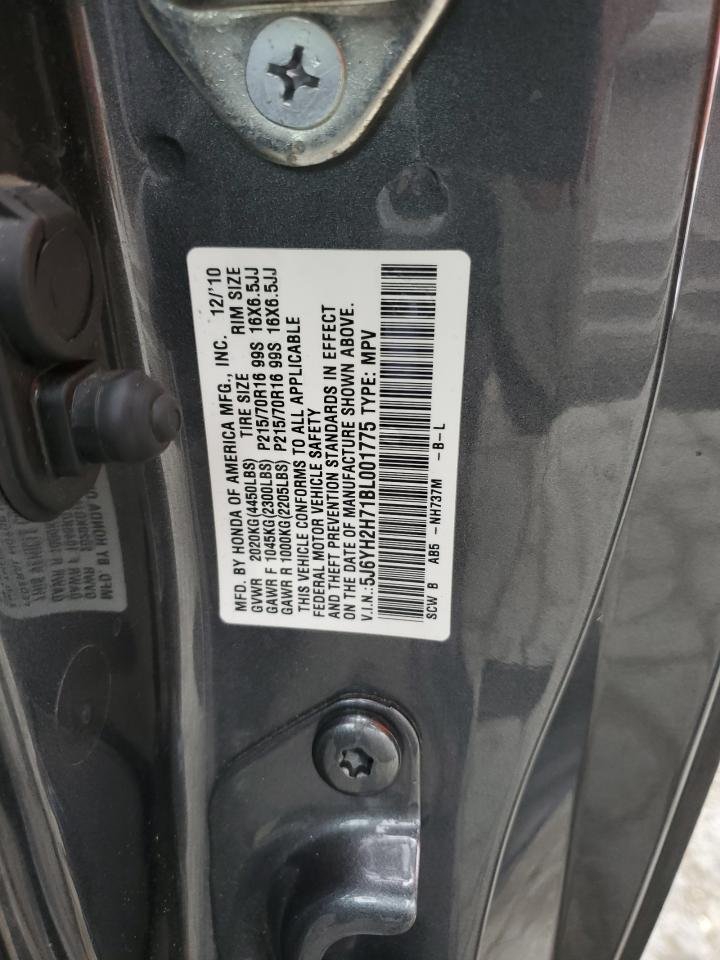 MFD. BY HONDA OF AMERICA MFG., INC. 12/'10
GVWR 2020KG(4450LBS) TIRE SIZE RIM SIZE
GAWR F 1045KG(2300LBS) P215/70R16 99S 16X6.5JJ
GAWR R 1000KG(2205LBS) P215/70R16 99S 16X6.5JJ
THIS VEHICLE CONFORMS TO ALL APPLICABLE
FEDERAL MOTOR VEHICLE SAFETY
AND THEFT PREVENTION STANDARDS IN EFFECT
ON THE DATE OF MANUFACTURE SHOWN ABOVE.
V.I.N.:5J6YH2H71BL001775 TYPE: MPV
SCW B AB5 -NH737M -B-L